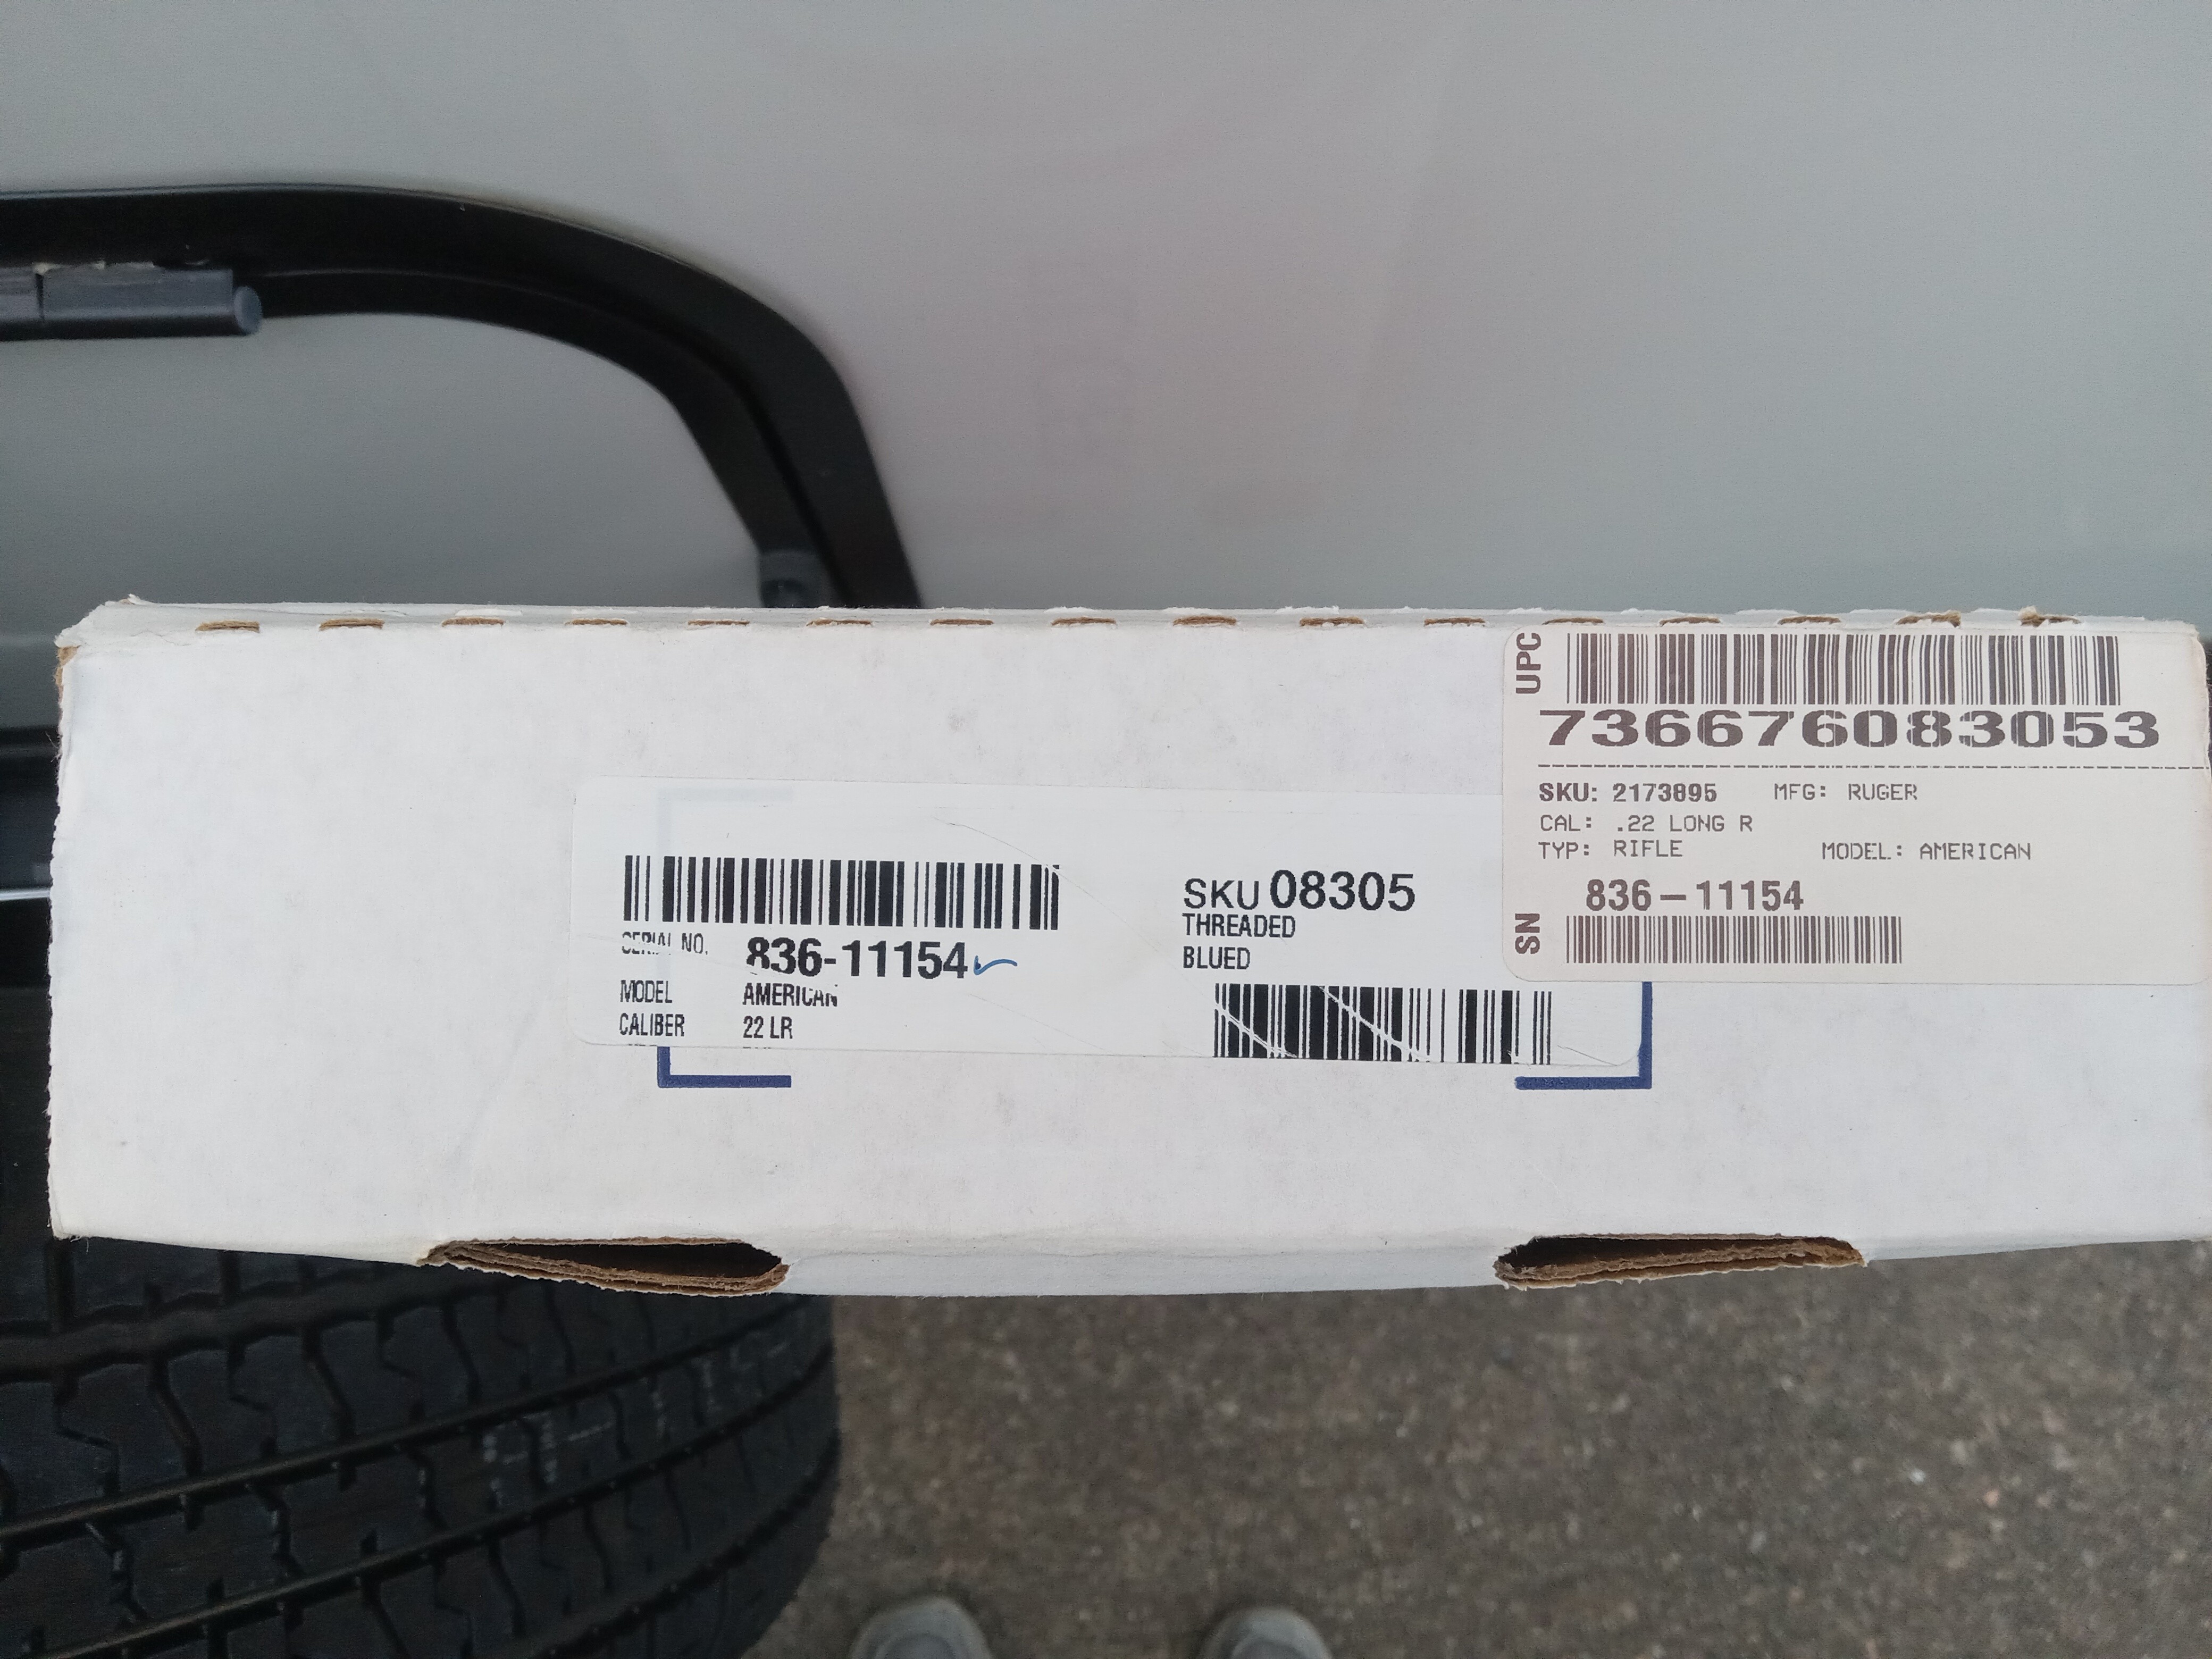 UPC
736676083053
SKU: 2173895 MFG: RUGER
CAL: .22 LONG R
TYP: RIFLE MODEL: AMERICAN
836-11154
SN
SERIAL NO. 836-11154
MODEL AMERICAN
CALIBER 22 LR
SKU 08305
THREADED
BLUED